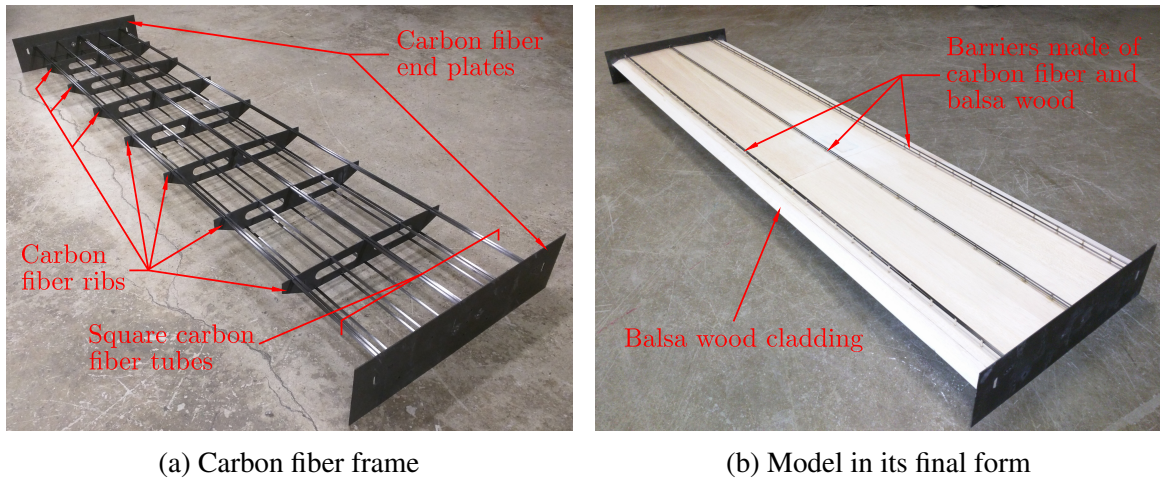 Carbon fiber
end plates
Carbon
fiber ribs
Square carbon
fiber tubes
(a) Carbon fiber frame
Barriers made of
carbon fiber and
balsa wood
Balsa wood cladding
(b) Model in its final form